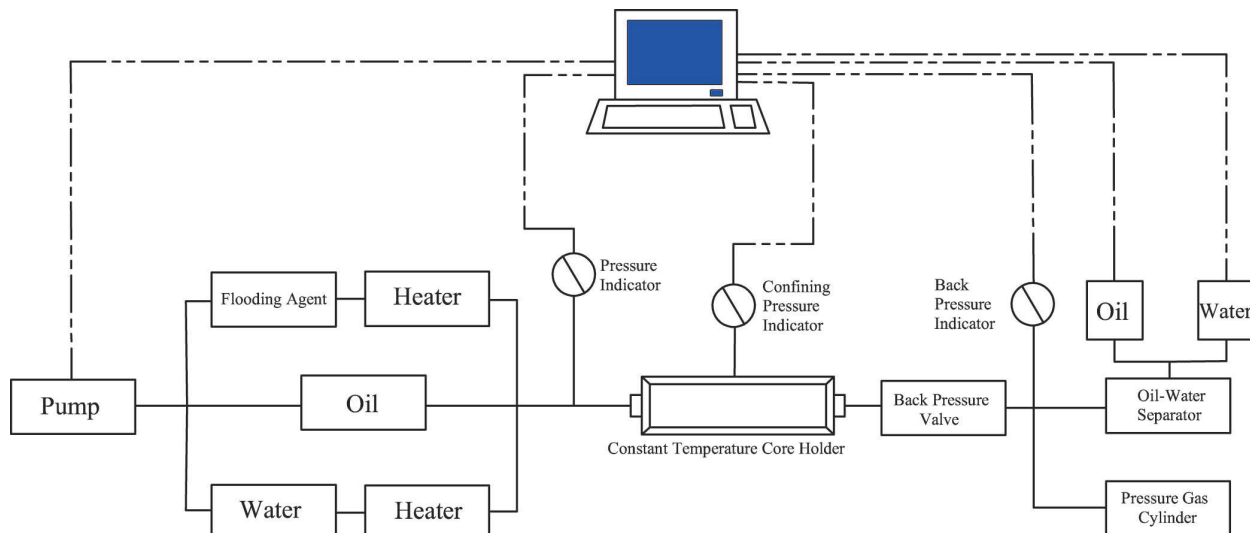 Pressure
Indicator
Confining
Pressure
Indicator
Back
Pressure
Indicator
Flooding Agent
Heater
Oil
Water
Pump
Oil
Back Pressure
Valve
Oil-Water
Separator
Constant Temperature Core Holder
Water
Heater
Pressure Gas
Cylinder